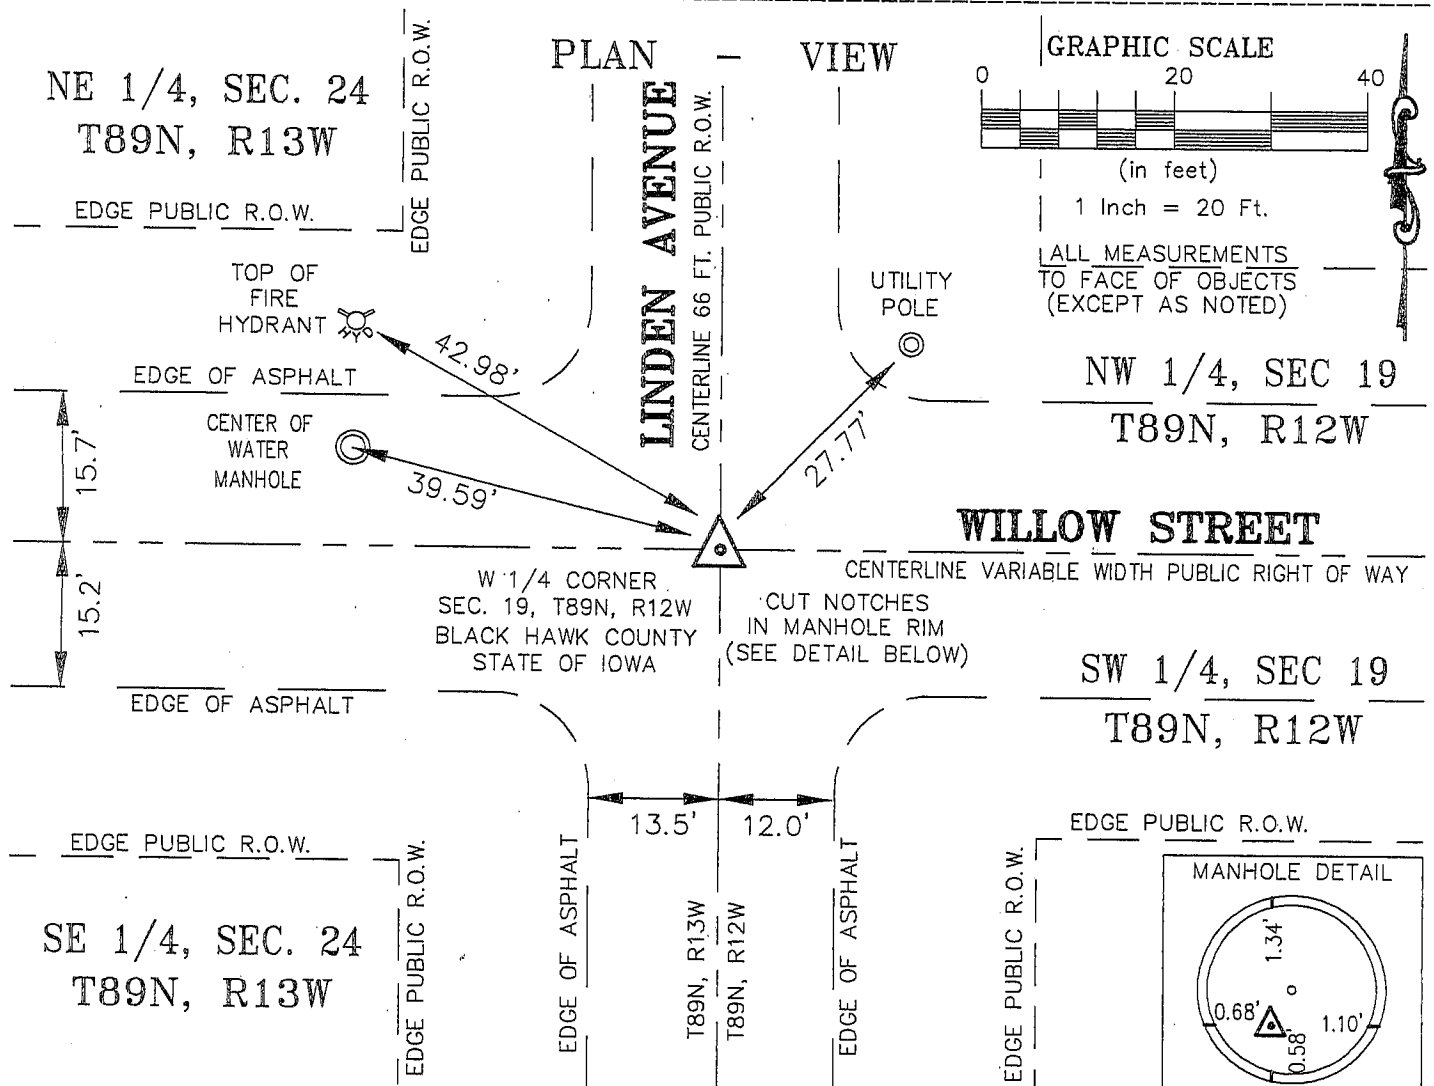 PLAN - VIEW
NE 1/4, SEC. 24
T89N, R13W
EDGE PUBLIC R.O.W.
EDGE PUBLIC R.O.W.
LINDEN AVENUE
CENTERLINE 66 FT. PUBLIC R.O.W.
GRAPHIC SCALE
0 20 40
(in feet)
1 Inch = 20 Ft.
ALL MEASUREMENTS
TO FACE OF OBJECTS
(EXCEPT AS NOTED)
TOP OF
FIRE
HYDRANT
HYD
42.98'
UTILITY
POLE
27.77'
EDGE OF ASPHALT
NW 1/4, SEC 19
T89N, R12W
CENTER OF
WATER
MANHOLE
39.59'
15.7'
15.2'
WILLOW STREET
CENTERLINE VARIABLE WIDTH PUBLIC RIGHT OF WAY
W 1/4 CORNER
SEC. 19, T89N, R12W
BLACK HAWK COUNTY
STATE OF IOWA
CUT NOTCHES
IN MANHOLE RIM
(SEE DETAIL BELOW)
SW 1/4, SEC 19
T89N, R12W
EDGE OF ASPHALT
13.5'
12.0'
EDGE PUBLIC R.O.W.
EDGE PUBLIC R.O.W.
SE 1/4, SEC. 24
T89N, R13W
EDGE PUBLIC R.O.W.
EDGE OF ASPHALT
T89N, R13W
T89N, R12W
EDGE OF ASPHALT
EDGE PUBLIC R.O.W.
MANHOLE DETAIL
1.34'
0.68'
1.10'
0.58'